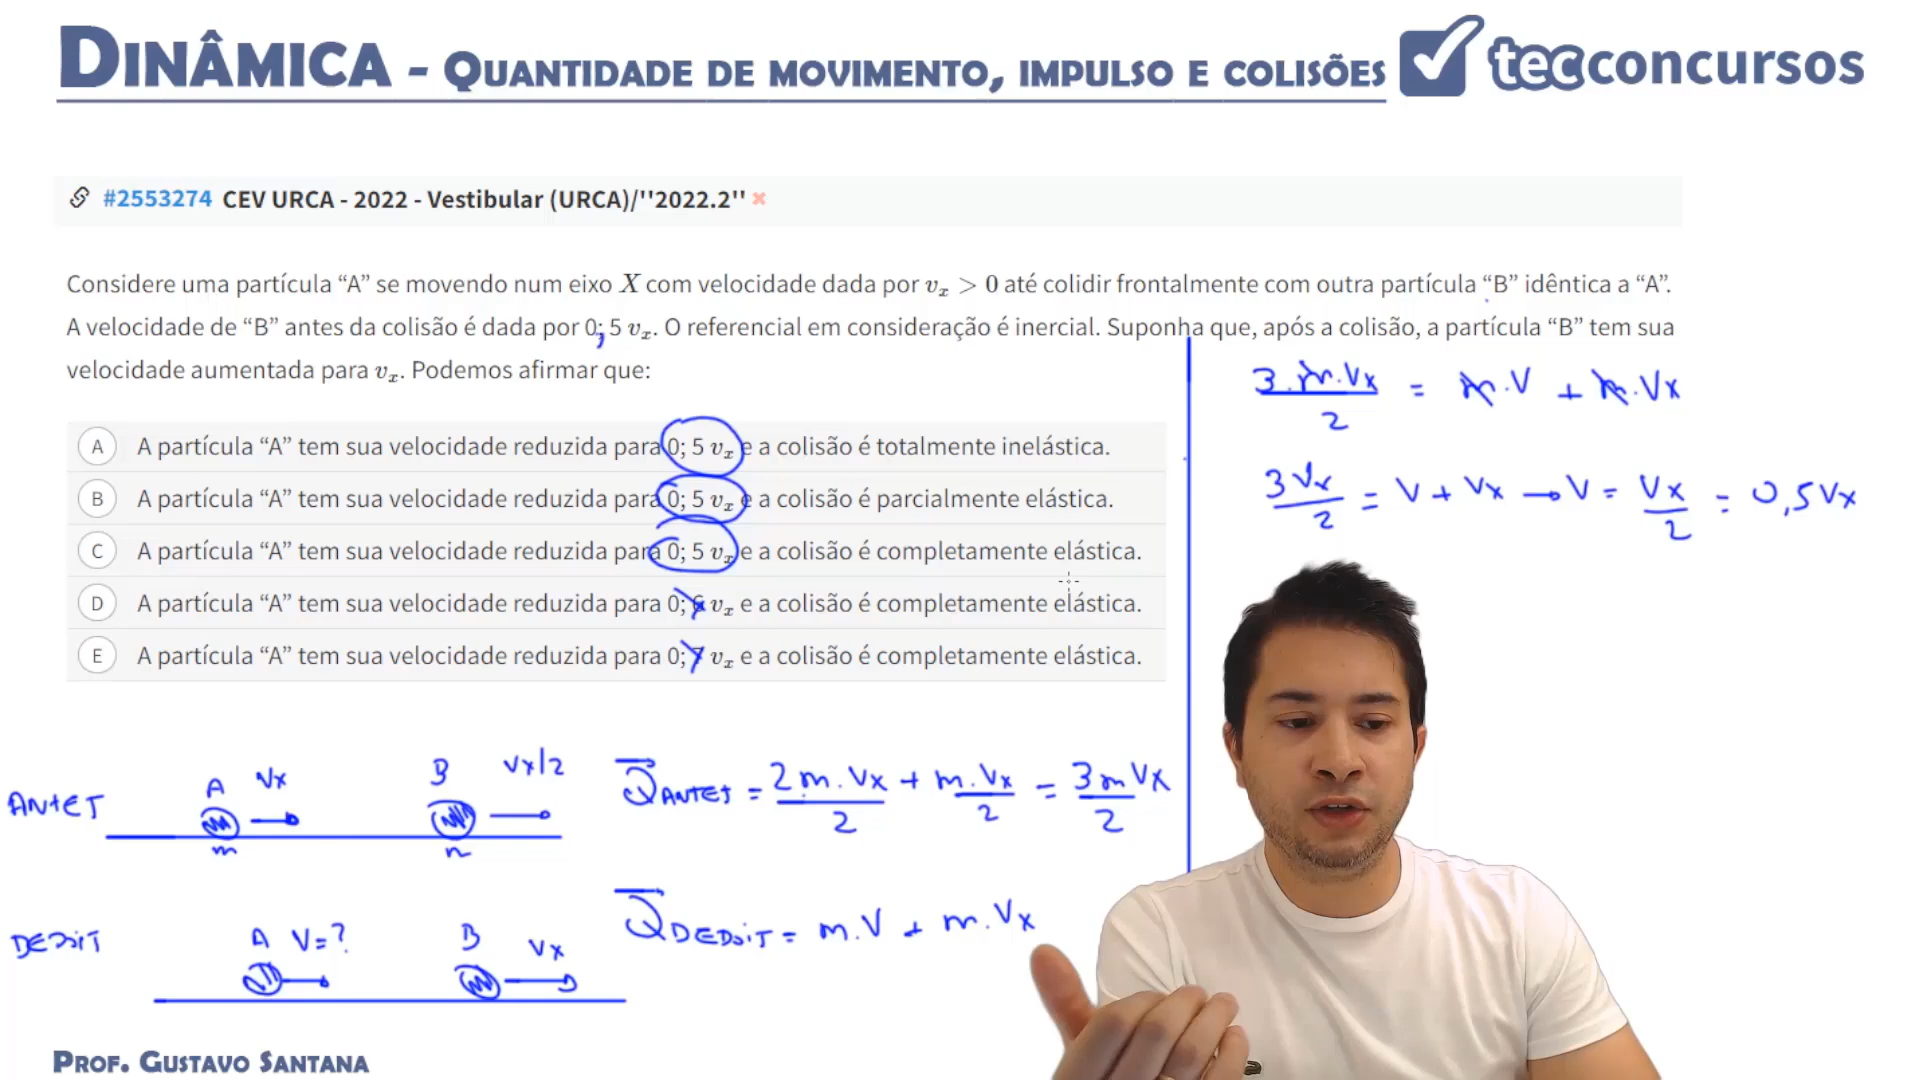 DINÂMICA - QUANTIDADE DE MOVIMENTO, IMPULSO E COLISÕES
tecconcursos
#2553274 CEV URCA - 2022 - Vestibular (URCA)/''2022.2''
Considere uma partícula “A” se movendo num eixo X com velocidade dada por vₓ > 0 até colidir frontalmente com outra partícula “B” idêntica a “A”.
A velocidade de “B” antes da colisão é dada por 0; 5 vₓ. O referencial em consideração é inercial. Suponha que, após a colisão, a partícula “B” tem sua
velocidade aumentada para vₓ. Podemos afirmar que:
A A partícula “A” tem sua velocidade reduzida para 0; 5 vₓ e a colisão é totalmente inelástica.
B A partícula “A” tem sua velocidade reduzida para 0; 5 vₓ e a colisão é parcialmente elástica.
C A partícula “A” tem sua velocidade reduzida para 0; 5 vₓ e a colisão é completamente elástica.
D A partícula “A” tem sua velocidade reduzida para 0; 6 vₓ e a colisão é completamente elástica.
E A partícula “A” tem sua velocidade reduzida para 0; 7 vₓ e a colisão é completamente elástica.
3.m.Vx/2 = m.V + m.Vx
3Vx/2 = V + Vx → V = Vx/2 = 0,5Vx
ANTES A Vx B Vx/2
m m
Q ANTES = 2m.Vx/2 + m.Vx/2 = 3mVx/2
DEPOIS A V=? B Vx
Q DEPOIS = m.V + m.Vx
PROF. GUSTAVO SANTANA